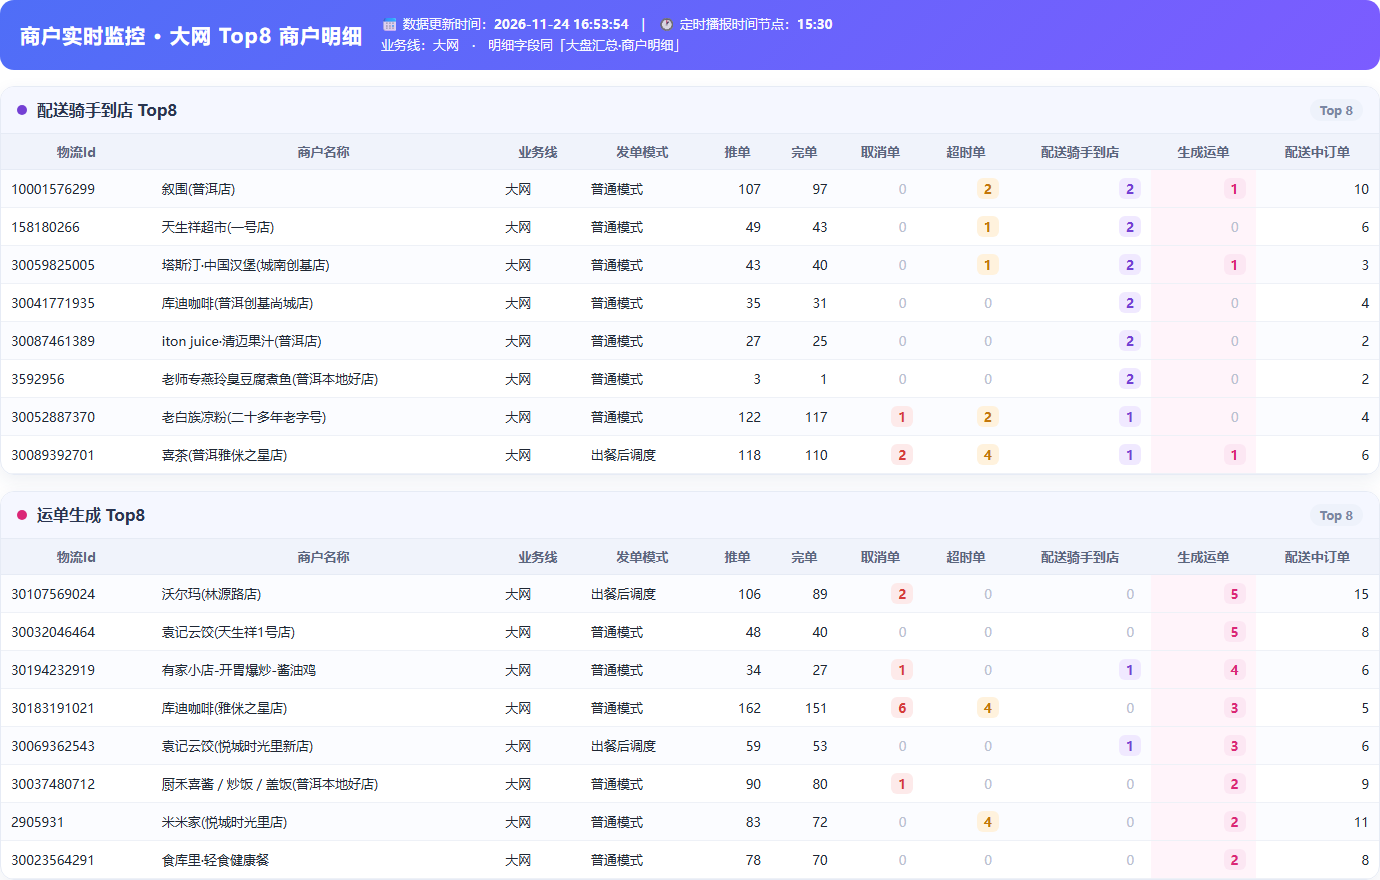 商户实时监控 · 大网 Top8 商户明细
数据更新时间：2026-11-24 16:53:54 | 定时播报时间节点：15:30
业务线：大网 · 明细字段同「大盘汇总·商户明细」
配送骑手到店 Top8 Top 8
物流Id 商户名称 业务线 发单模式 推单 完单 取消单 超时单 配送骑手到店 生成运单 配送中订单
10001576299 叙围(普洱店) 大网 普通模式 107 97 0 2 2 1 10
158180266 天生祥超市(一号店) 大网 普通模式 49 43 0 1 2 0 6
30059825005 塔斯汀·中国汉堡(城南创基店) 大网 普通模式 43 40 0 1 2 1 3
30041771935 库迪咖啡(普洱创基尚城店) 大网 普通模式 35 31 0 0 2 0 4
30087461389 iton juice·清迈果汁(普洱店) 大网 普通模式 27 25 0 0 2 0 2
3592956 老师专燕玲臭豆腐煮鱼(普洱本地好店) 大网 普通模式 3 1 0 0 2 0 2
30052887370 老白族凉粉(二十多年老字号) 大网 普通模式 122 117 1 2 1 0 4
30089392701 喜茶(普洱雅侎之星店) 大网 出餐后调度 118 110 2 4 1 1 6
运单生成 Top8 Top 8
物流Id 商户名称 业务线 发单模式 推单 完单 取消单 超时单 配送骑手到店 生成运单 配送中订单
30107569024 沃尔玛(林源路店) 大网 出餐后调度 106 89 2 0 0 5 15
30032046464 袁记云饺(天生祥1号店) 大网 普通模式 48 40 0 0 0 5 8
30194232919 有家小店-开胃爆炒-酱油鸡 大网 普通模式 34 27 1 0 1 4 6
30183191021 库迪咖啡(雅侎之星店) 大网 普通模式 162 151 6 4 0 3 5
30069362543 袁记云饺(悦城时光里新店) 大网 出餐后调度 59 53 0 0 1 3 6
30037480712 厨禾喜酱 / 炒饭 / 盖饭(普洱本地好店) 大网 普通模式 90 80 1 0 0 2 9
2905931 米米家(悦城时光里店) 大网 普通模式 83 72 0 4 0 2 11
30023564291 食库里·轻食健康餐 大网 普通模式 78 70 0 0 0 2 8